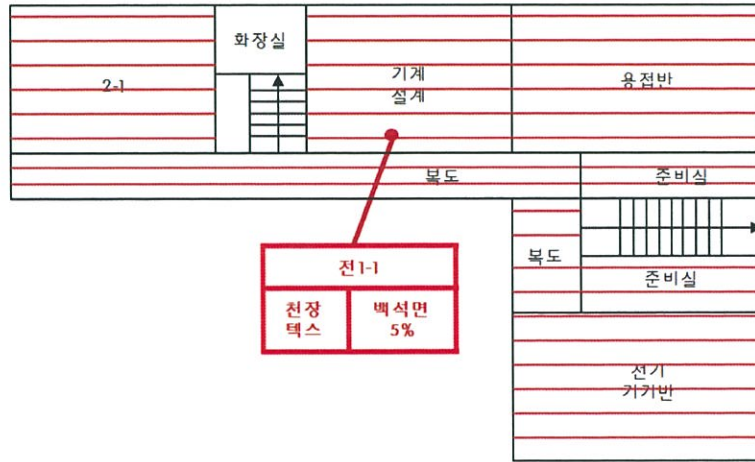 화장실
2-1
기계
설계
용접반
복도
준비실
전1-1
천장
텍스
백석면
5%
복도
준비실
전기
기기반